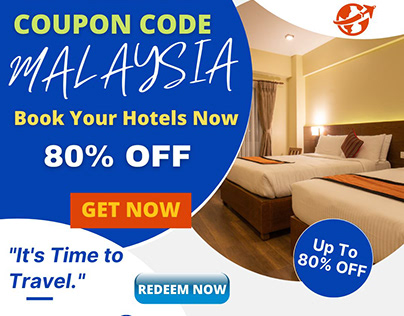 COUPON CODE
MALAYSIA
Book Your Hotels Now
80% OFF
GET NOW
"It's Time to
Travel."
REDEEM NOW
Up To
80% OFF